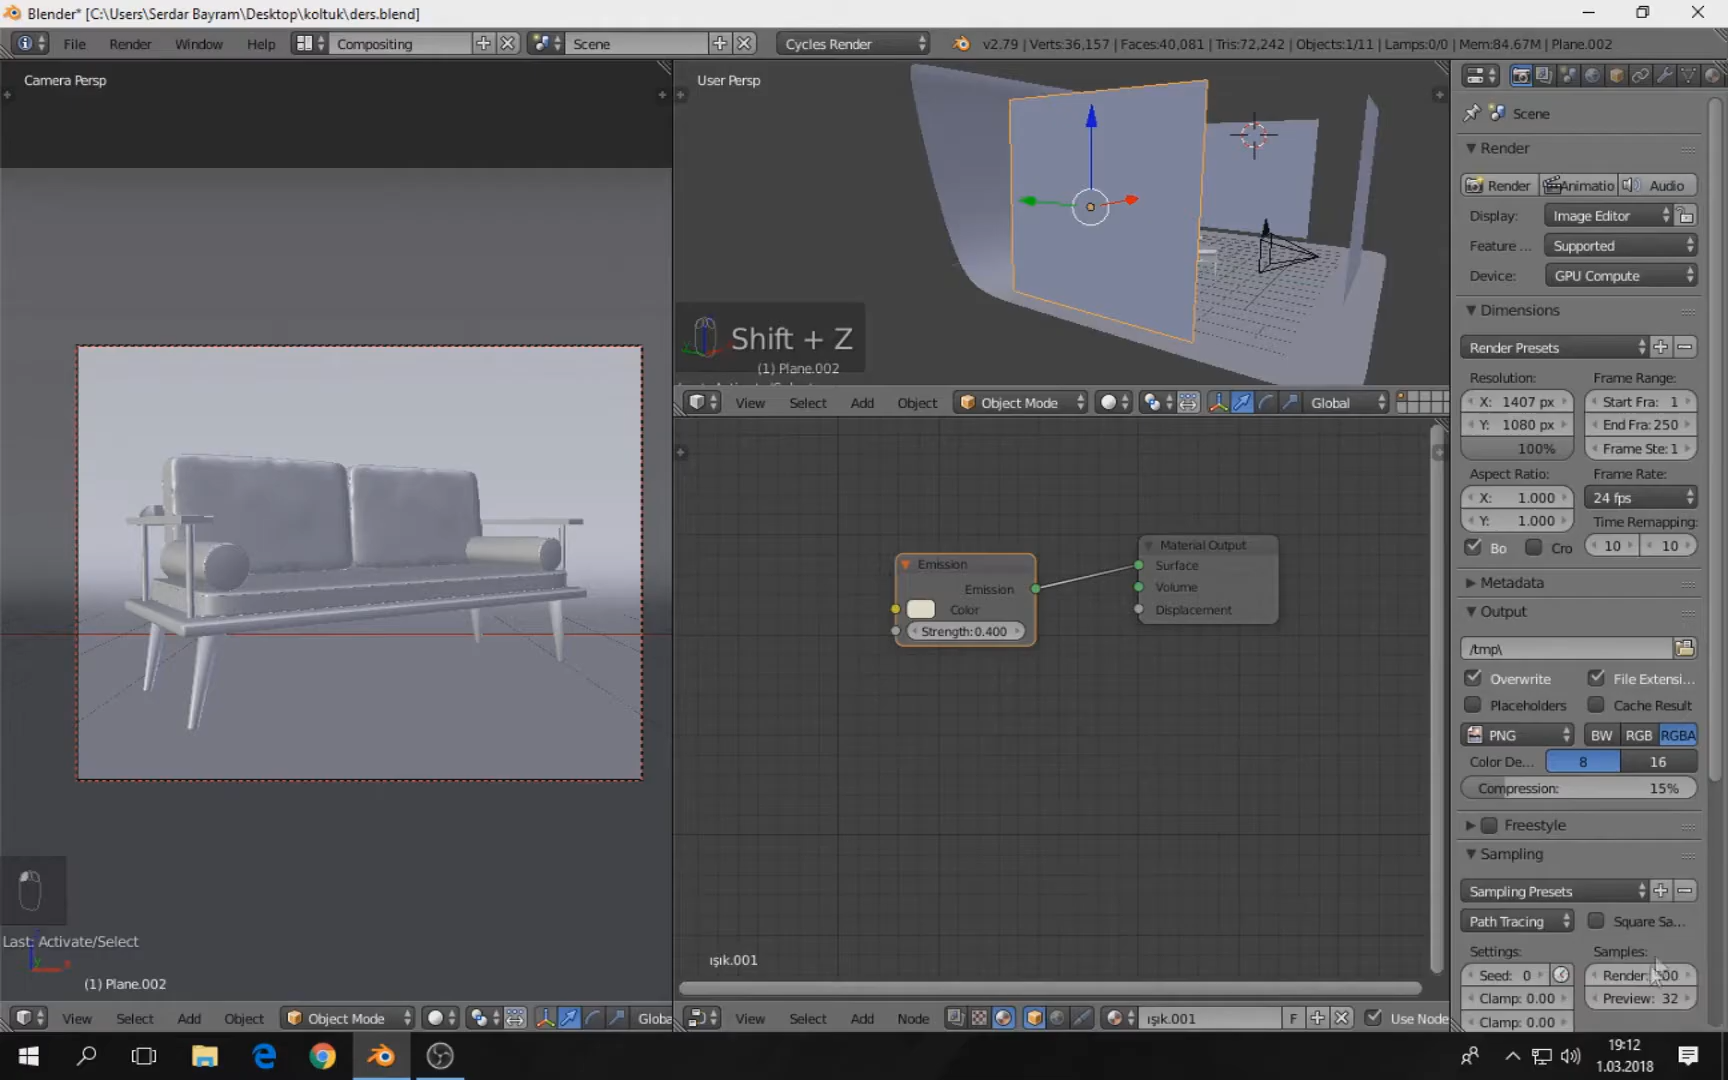 Blender* [C:\Users\Serdar Bayram\Desktop\koltuk\ders.blend]
File Render Window Help Compositing Scene Cycles Render v2.79 | Verts:36,157 | Faces:40,081 | Tris:72,242 | Objects:1/11 | Lamps:0/0 | Mem:84.67M | Plane.002
Camera Persp
User Persp
Scene
Render
Render Animatio Audio
Display: Image Editor
Feature ... Supported
Device: GPU Compute
Dimensions
Render Presets
Resolution: Frame Range:
X: 1407 px Start Fra: 1
Y: 1080 px End Fra: 250
100% Frame Ste: 1
Aspect Ratio: Frame Rate:
X: 1.000 24 fps
Y: 1.000 Time Remapping:
Bo Cro 10 10
Metadata
Output
/tmp\
Overwrite File Extensi...
Placeholders Cache Result
PNG BW RGB RGBA
Color De... 8 16
Compression: 15%
Freestyle
Sampling
Sampling Presets
Path Tracing Square Sa...
Settings: Samples:
Seed: 0 Render:
Clamp: 0.00 Preview: 32
Clamp: 0.00
Shift + Z
(1) Plane.002
View Select Add Object Object Mode Global
Emission
Emission
Color
Strength: 0.400
Material Output
Surface
Volume
Displacement
ışık.001
View Select Add Node ışık.001 F Use Node
Last: Activate/Select
(1) Plane.002
View Select Add Object Object Mode Globa
19:12
1.03.2018